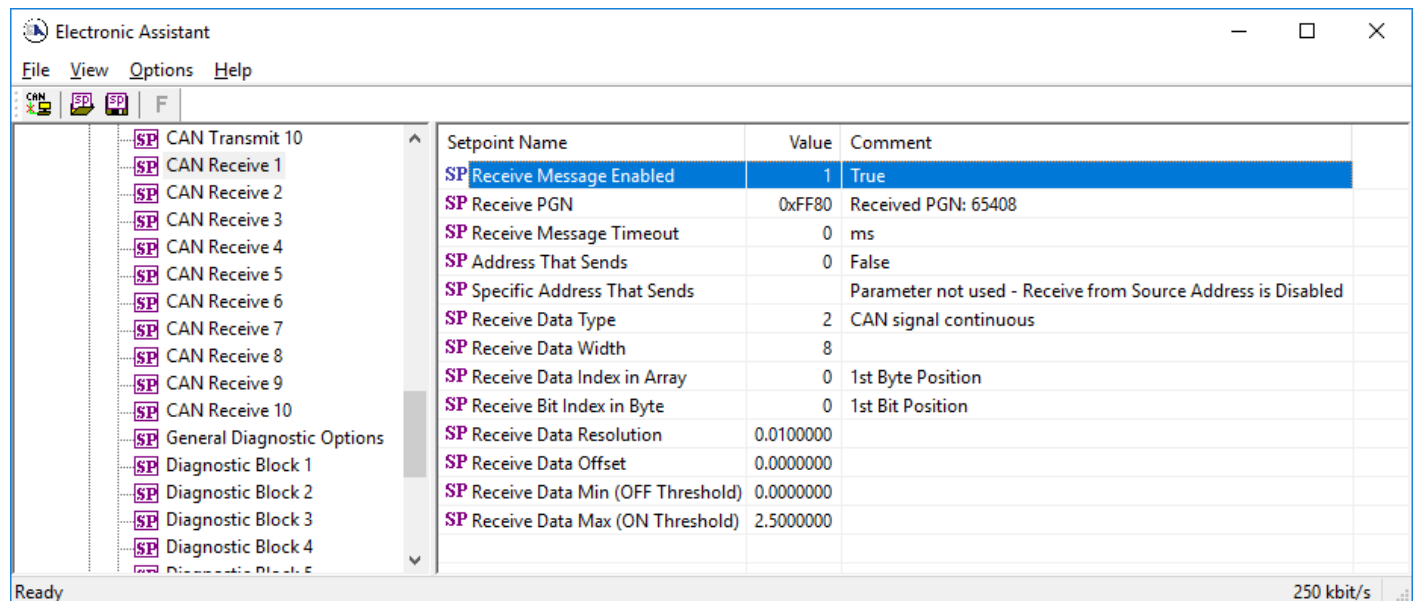 Electronic Assistant
File View Options Help
CAN SP SP F
SP CAN Transmit 10
SP CAN Receive 1
SP CAN Receive 2
SP CAN Receive 3
SP CAN Receive 4
SP CAN Receive 5
SP CAN Receive 6
SP CAN Receive 7
SP CAN Receive 8
SP CAN Receive 9
SP CAN Receive 10
SP General Diagnostic Options
SP Diagnostic Block 1
SP Diagnostic Block 2
SP Diagnostic Block 3
SP Diagnostic Block 4
SP Diagnostic Block 5
Setpoint Name Value Comment
SP Receive Message Enabled 1 True
SP Receive PGN 0xFF80 Received PGN: 65408
SP Receive Message Timeout 0 ms
SP Address That Sends 0 False
SP Specific Address That Sends Parameter not used - Receive from Source Address is Disabled
SP Receive Data Type 2 CAN signal continuous
SP Receive Data Width 8
SP Receive Data Index in Array 0 1st Byte Position
SP Receive Bit Index in Byte 0 1st Bit Position
SP Receive Data Resolution 0.0100000
SP Receive Data Offset 0.0000000
SP Receive Data Min (OFF Threshold) 0.0000000
SP Receive Data Max (ON Threshold) 2.5000000
Ready 250 kbit/s